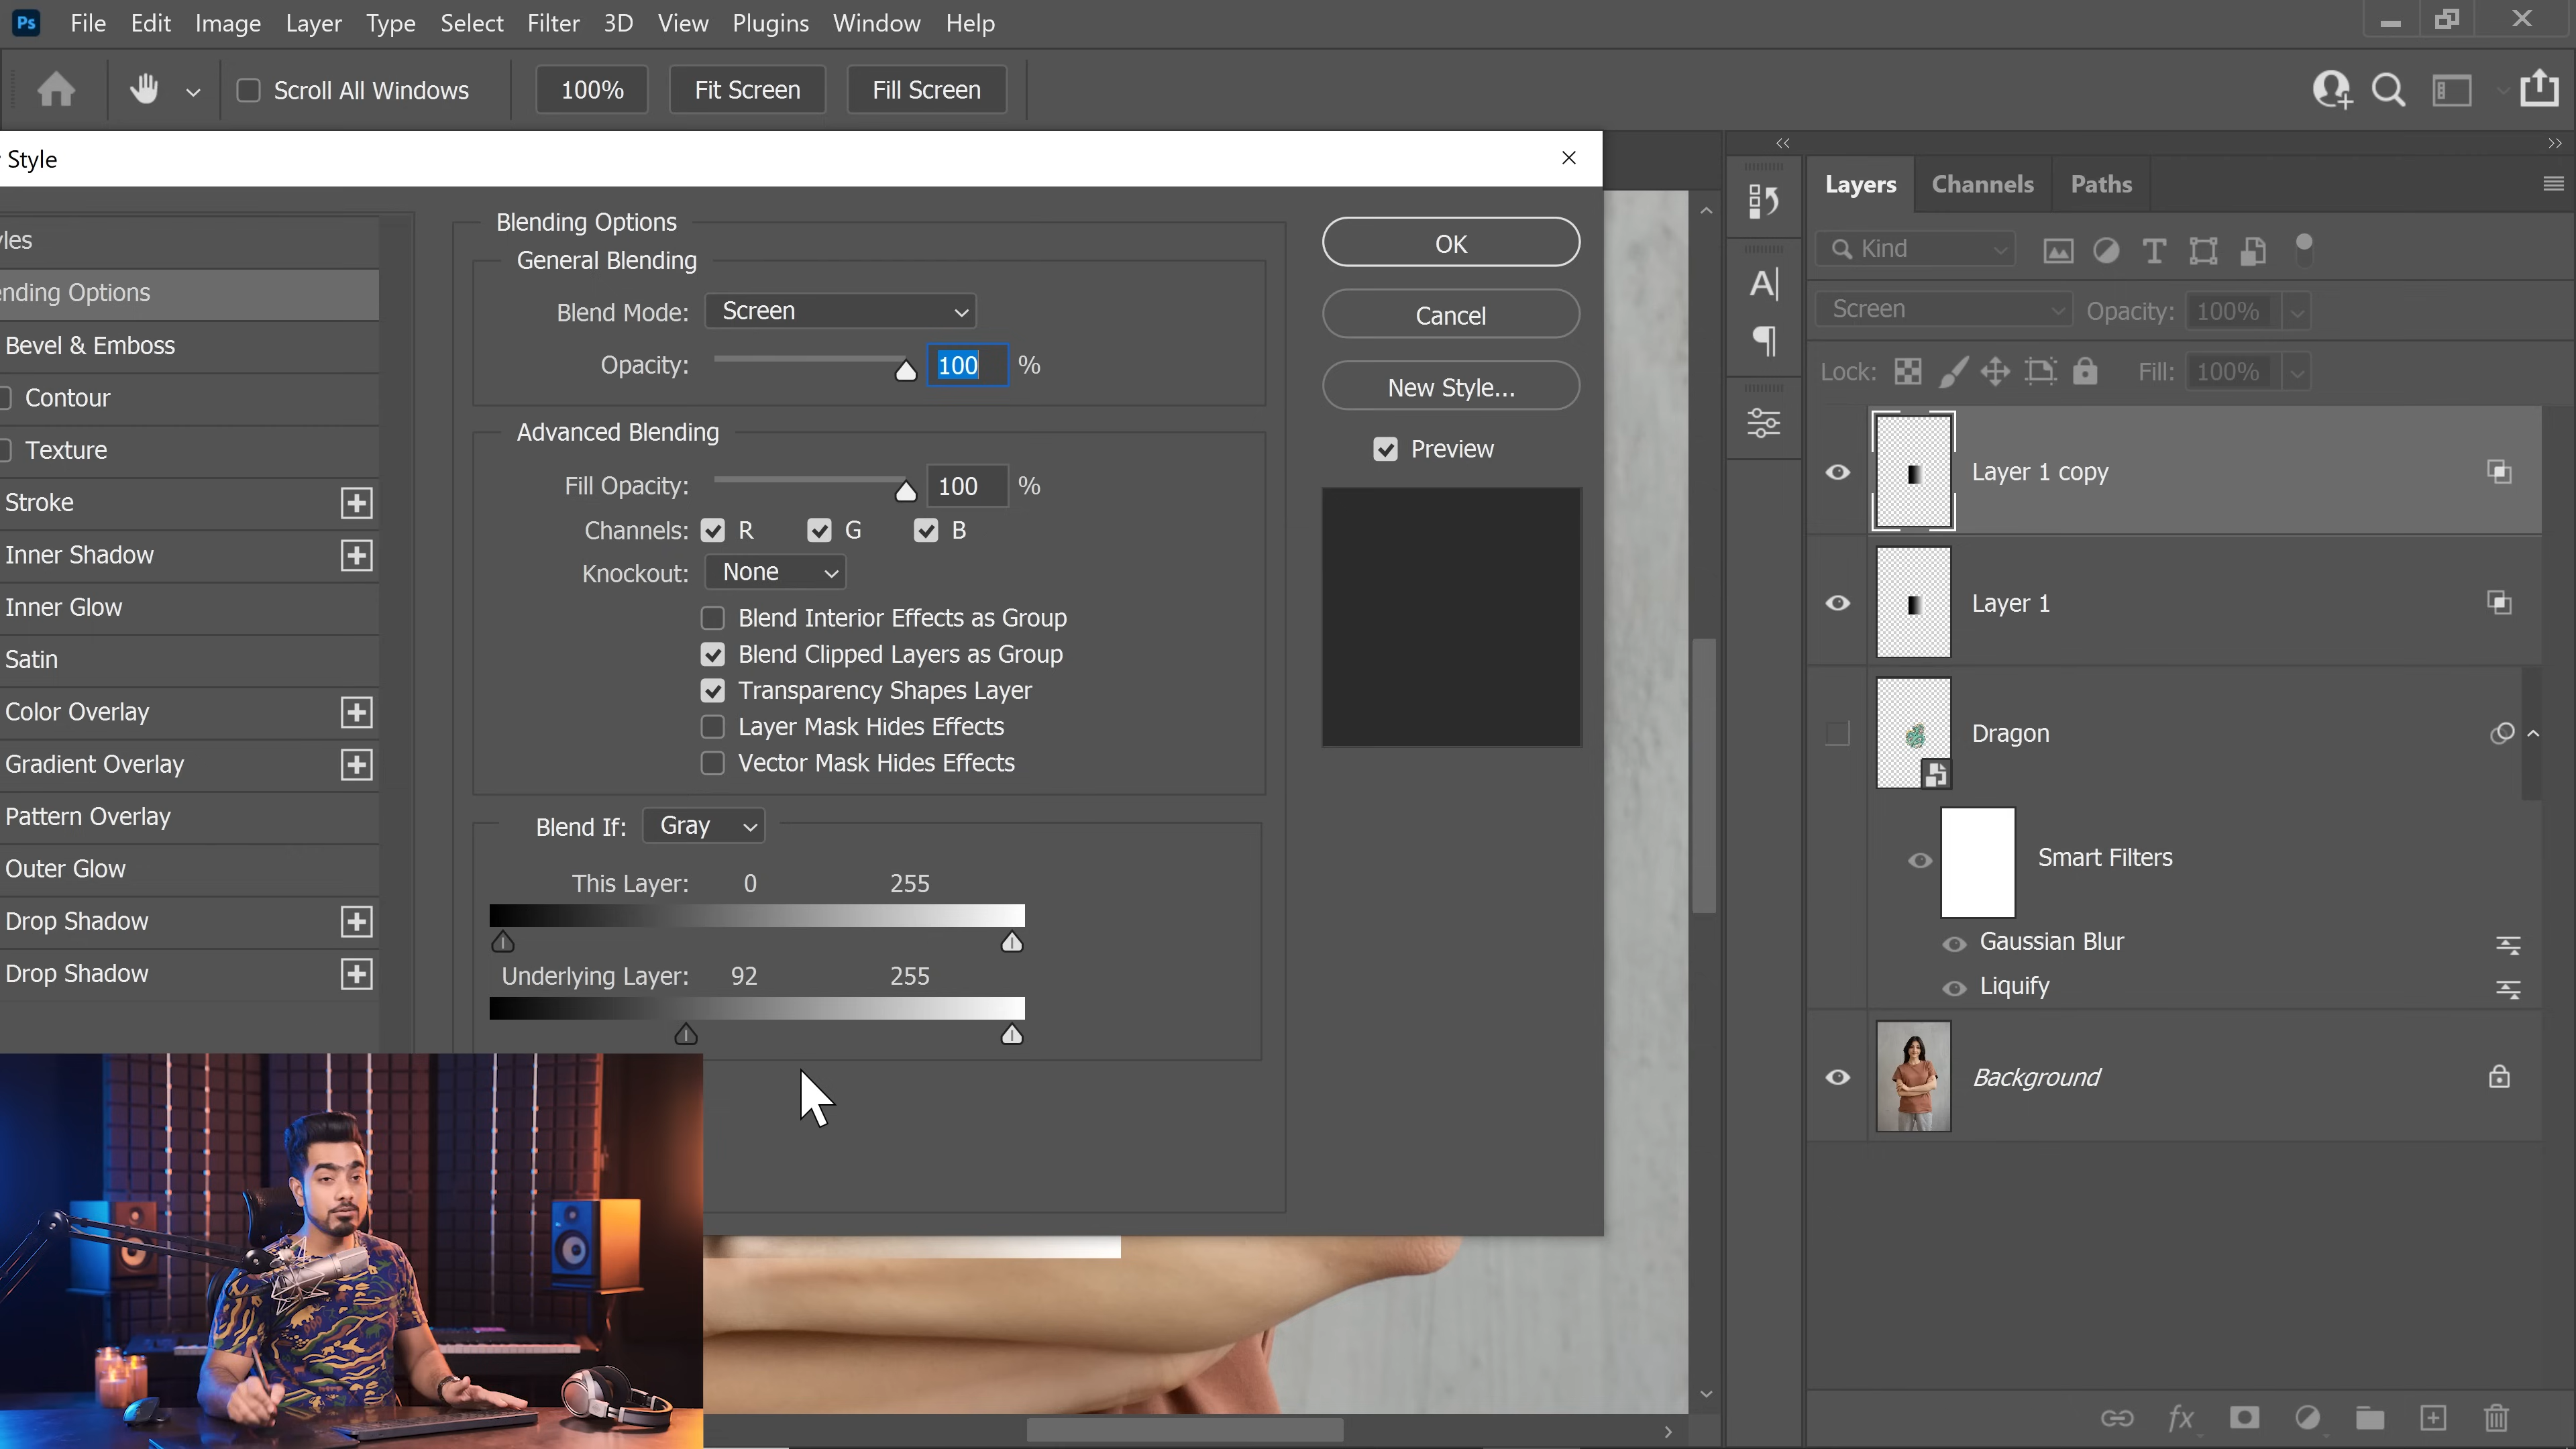 Ps File Edit Image Layer Type Select Filter 3D View Plugins Window Help
Scroll All Windows 100% Fit Screen Fill Screen
Style
Blending Options
General Blending
Blend Mode: Screen
Opacity: 100 %
Advanced Blending
Fill Opacity: 100 %
Channels: R G B
Knockout: None
Blend Interior Effects as Group
Blend Clipped Layers as Group
Transparency Shapes Layer
Layer Mask Hides Effects
Vector Mask Hides Effects
Blend If: Gray
This Layer: 0 255
Underlying Layer: 92 255
yles
ending Options
Bevel & Emboss
Contour
Texture
Stroke
Inner Shadow
Inner Glow
Satin
Color Overlay
Gradient Overlay
Pattern Overlay
Outer Glow
Drop Shadow
Drop Shadow
OK
Cancel
New Style...
Preview
Layers Channels Paths
Kind
Screen Opacity: 100%
Lock: Fill: 100%
Layer 1 copy
Layer 1
Dragon
Smart Filters
Gaussian Blur
Liquify
Background
fx